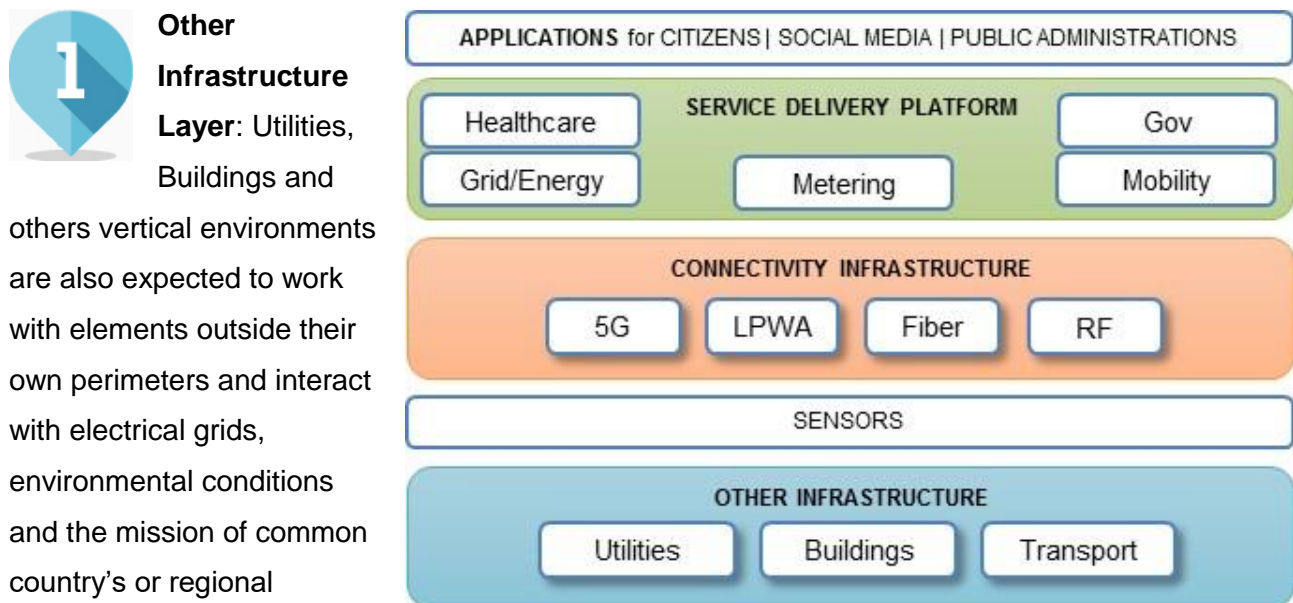 1
Other
Infrastructure
Layer: Utilities,
Buildings and
others vertical environments
are also expected to work
with elements outside their
own perimeters and interact
with electrical grids,
environmental conditions
and the mission of common
country’s or regional
APPLICATIONS for CITIZENS | SOCIAL MEDIA | PUBLIC ADMINISTRATIONS
SERVICE DELIVERY PLATFORM
Healthcare
Gov
Grid/Energy
Metering
Mobility
CONNECTIVITY INFRASTRUCTURE
5G
LPWA
Fiber
RF
SENSORS
OTHER INFRASTRUCTURE
Utilities
Buildings
Transport